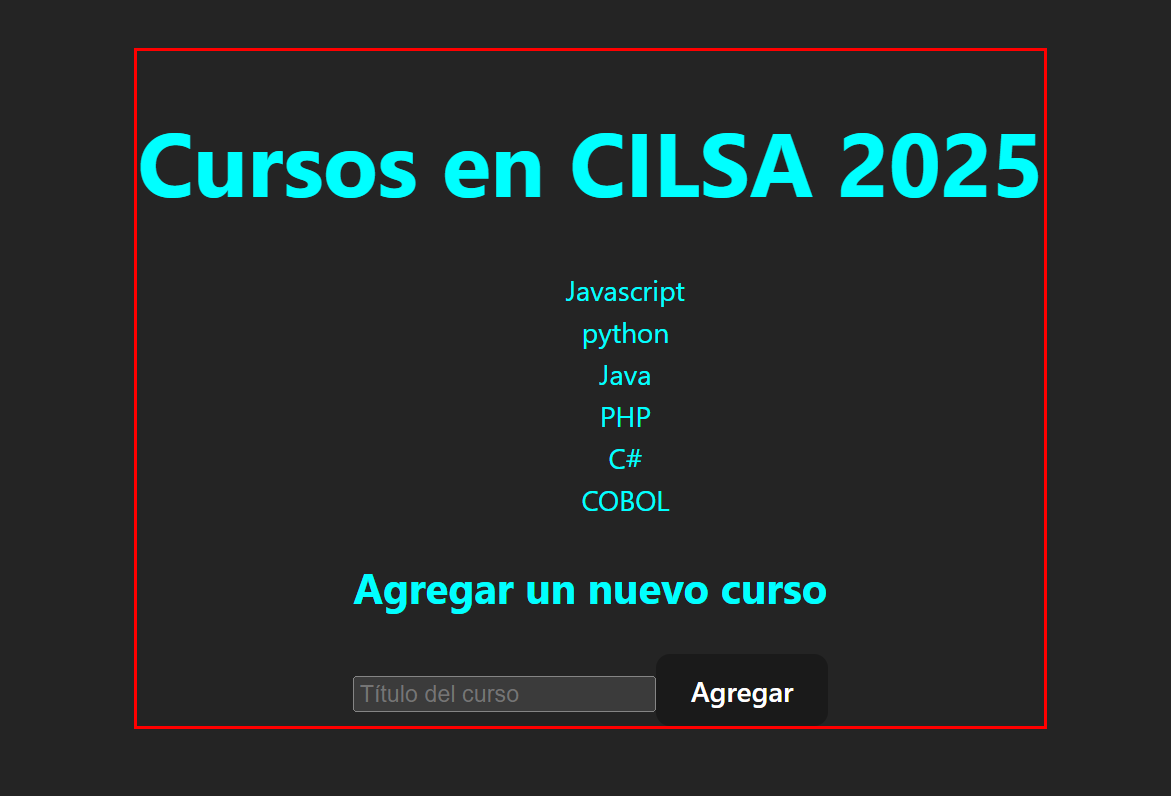 Cursos en CILSA 2025
Javascript
python
Java
PHP
C#
COBOL
Agregar un nuevo curso
Título del curso
Agregar